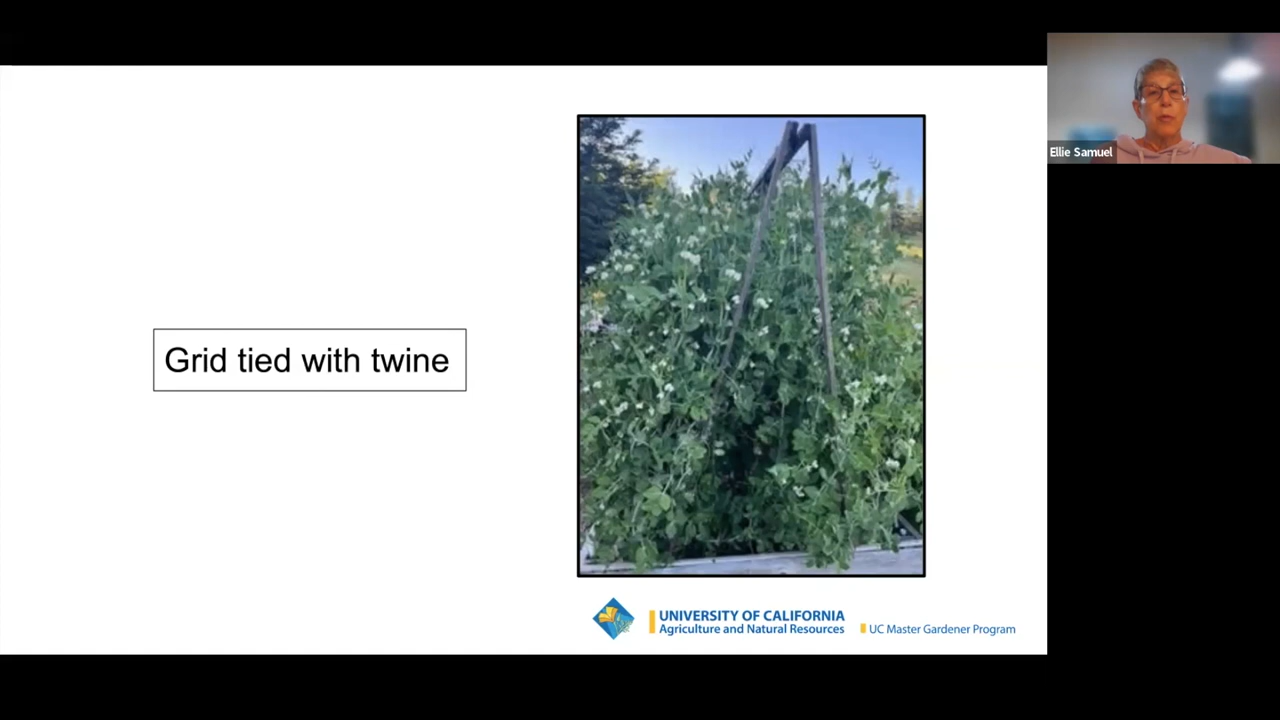 Ellie Samuel
Grid tied with twine
UNIVERSITY OF CALIFORNIA
Agriculture and Natural Resources
UC Master Gardener Program